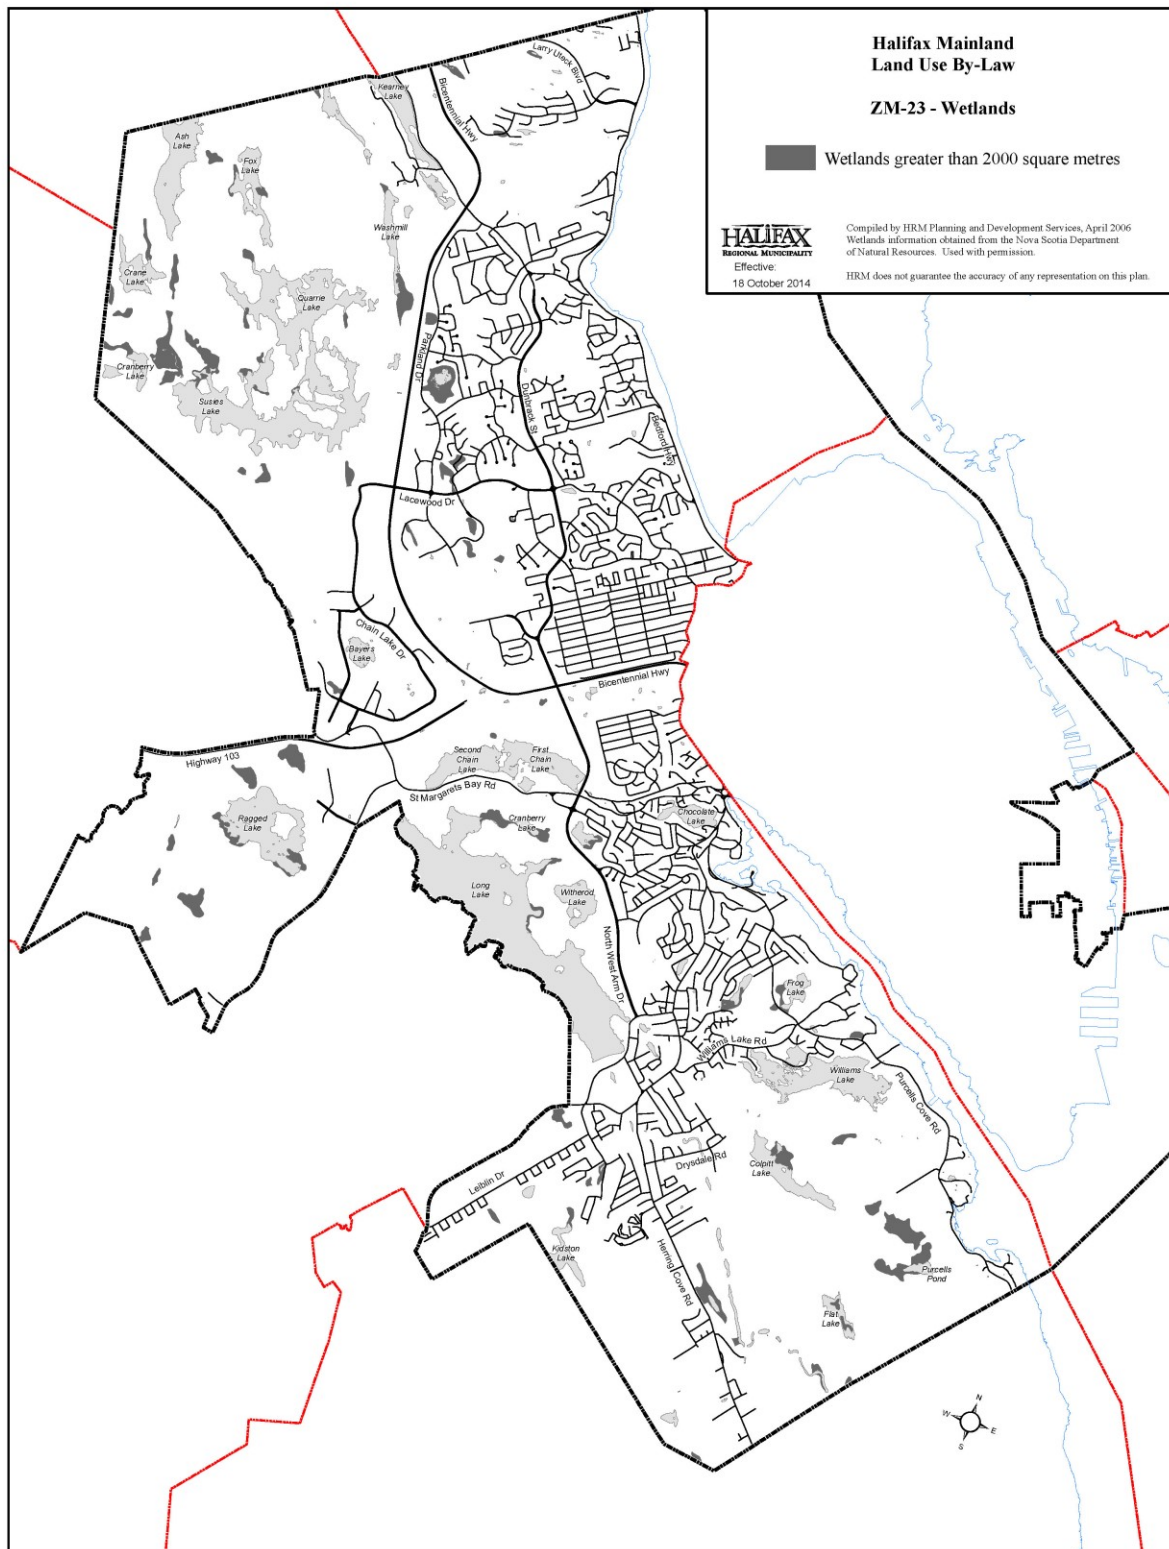 Halifax Mainland
Land Use By-Law
ZM-23 - Wetlands
Wetlands greater than 2000 square metres
HALIFAX
REGIONAL MUNICIPALITY
Effective:
18 October 2014
Compiled by HRM Planning and Development Services, April 2006
Wetlands information obtained from the Nova Scotia Department
of Natural Resources.  Used with permission.
HRM does not guarantee the accuracy of any representation on this plan.
Larry Uteck Blvd
Kearney
Lake
Bicentennial Hwy
Ash
Lake
Fox
Lake
Washmill
Lake
Crane
Lake
Quarrie
Lake
Cranberry
Lake
Susies
Lake
Parkland Dr
Dunbrack St
Bedford Hwy
Lacewood Dr
Chain Lake Dr
Bayers
Lake
Bicentennial Hwy
Highway 103
Second
Chain
Lake
First
Chain
Lake
St Margarets Bay Rd
Ragged
Lake
Cranberry
Lake
Chocolate
Lake
Long
Lake
Witherod
Lake
North West Arm Dr
Frog
Lake
Williams Lake Rd
Williams
Lake
Purcells Cove Rd
Leiblin Dr
Drysdale Rd
Colpitt
Lake
Kidston
Lake
Herring Cove Rd
Purcells
Pond
Flat
Lake
N
W
E
S